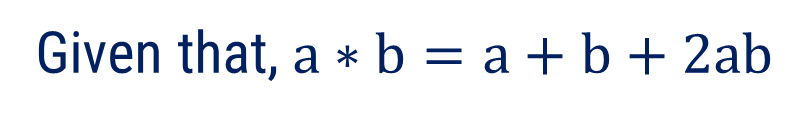 Given that, a * b = a + b + 2ab